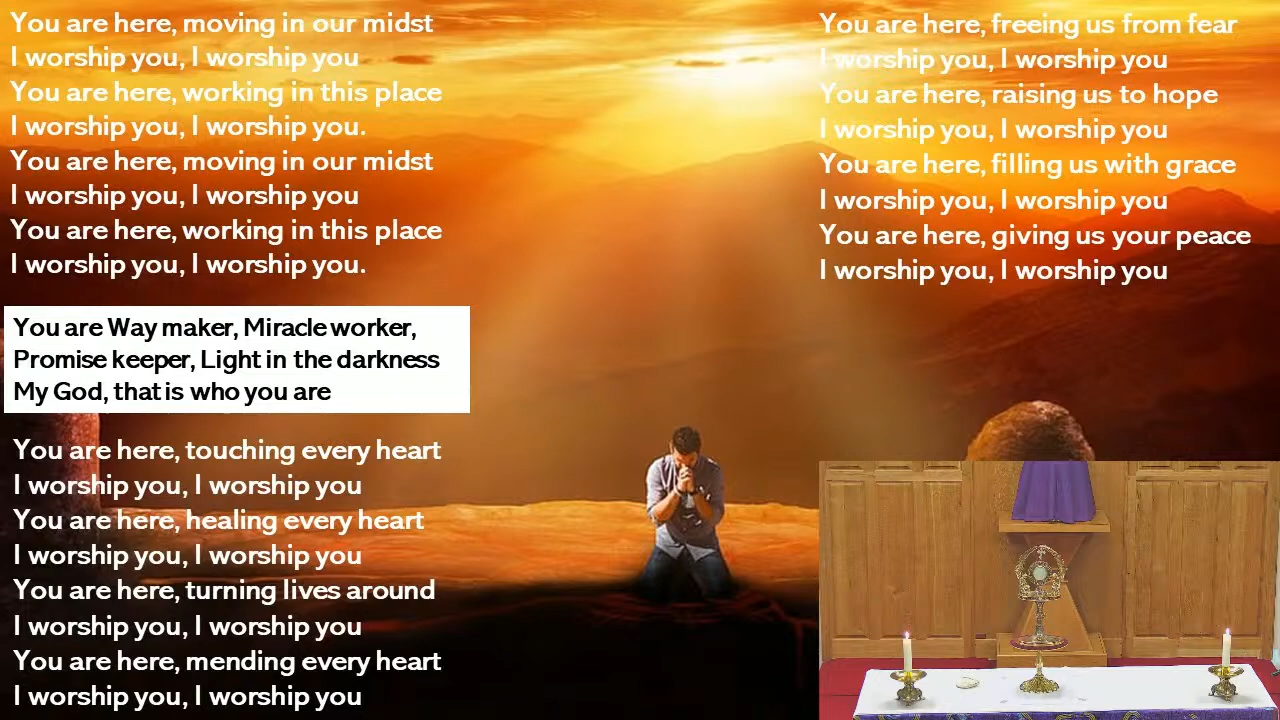 You are here, moving in our midst
I worship you, I worship you
You are here, working in this place
I worship you, I worship you.
You are here, moving in our midst
I worship you, I worship you
You are here, working in this place
I worship you, I worship you.
You are Way maker, Miracle worker,
Promise keeper, Light in the darkness
My God, that is who you are
You are here, touching every heart
I worship you, I worship you
You are here, healing every heart
I worship you, I worship you
You are here, turning lives around
I worship you, I worship you
You are here, mending every heart
I worship you, I worship you
You are here, freeing us from fear
I worship you, I worship you
You are here, raising us to hope
I worship you, I worship you
You are here, filling us with grace
I worship you, I worship you
You are here, giving us your peace
I worship you, I worship you